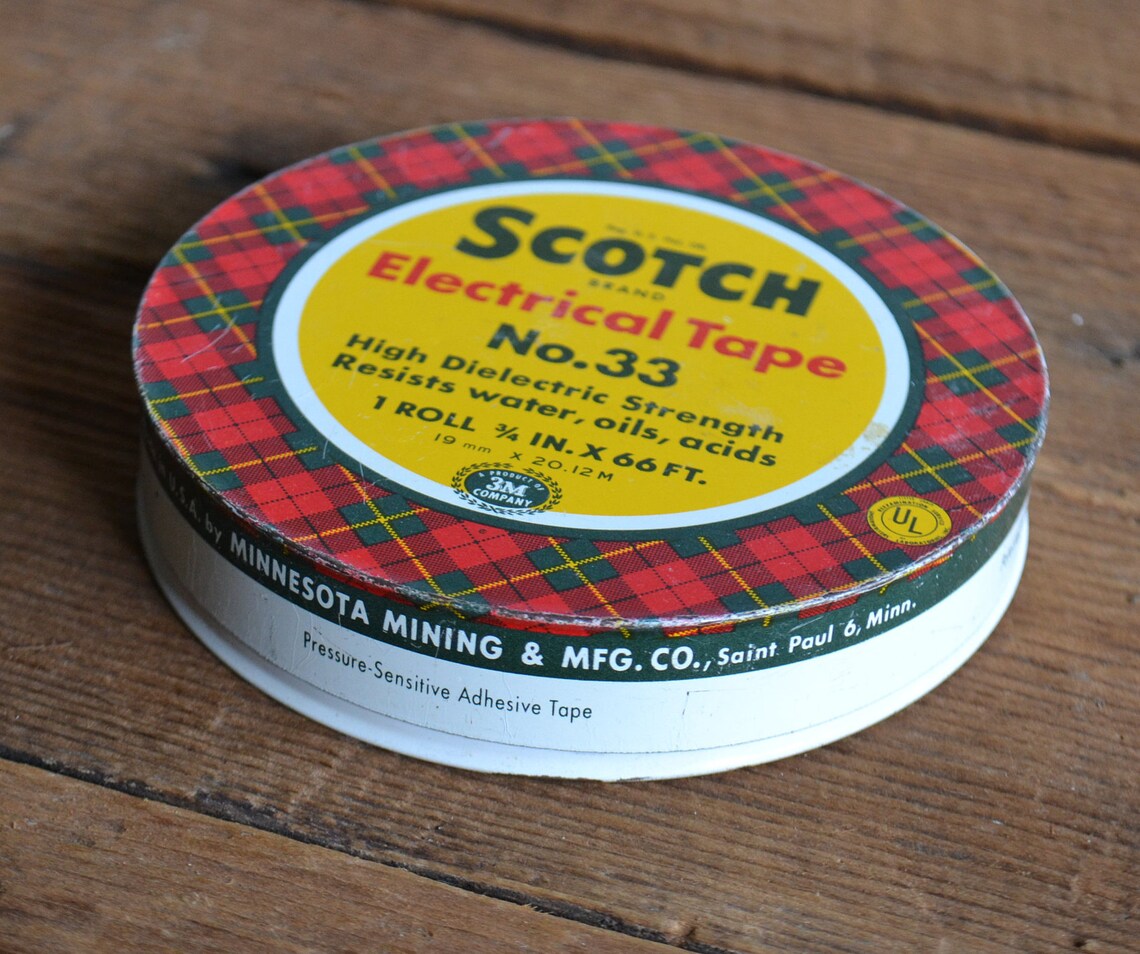 SCOTCH
BRAND
Electrical Tape
No. 33
High Dielectric Strength
Resists water, oils, acids
1 ROLL ¾ IN. X 66 FT.
19 mm x 20.12 M
A PRODUCT OF
3M
COMPANY
UL
U.S.A. by MINNESOTA MINING & MFG. CO., Saint Paul 6, Minn.
Pressure-Sensitive Adhesive Tape